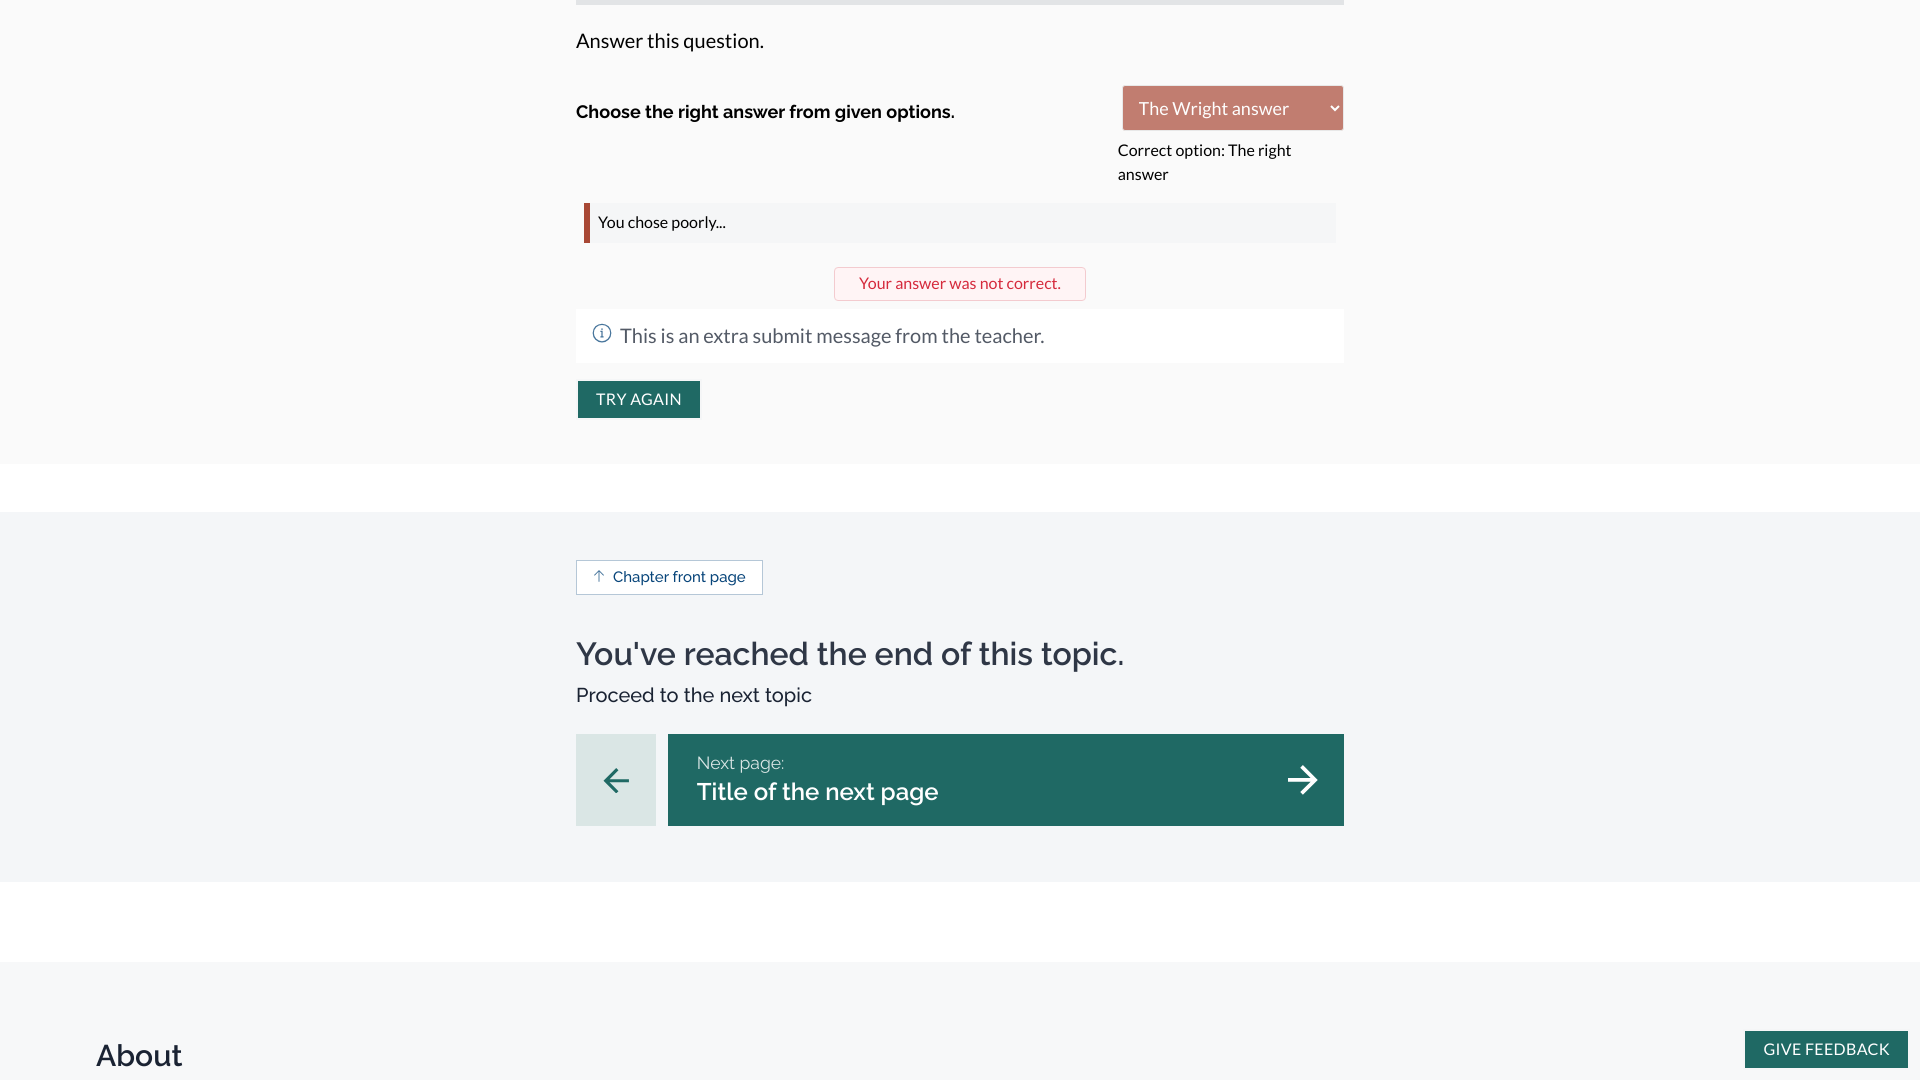 Answer this question.
Choose the right answer from given options.
The Wright answer
Correct option: The right
answer
You chose poorly...
Your answer was not correct.
This is an extra submit message from the teacher.
TRY AGAIN
Chapter front page
You've reached the end of this topic.
Proceed to the next topic
Next page:
Title of the next page
About
GIVE FEEDBACK